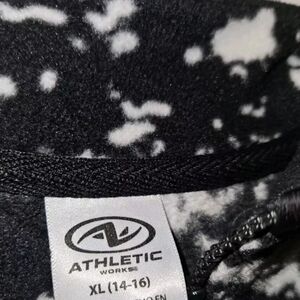 ATHLETIC
WORKS
XL (14-16)